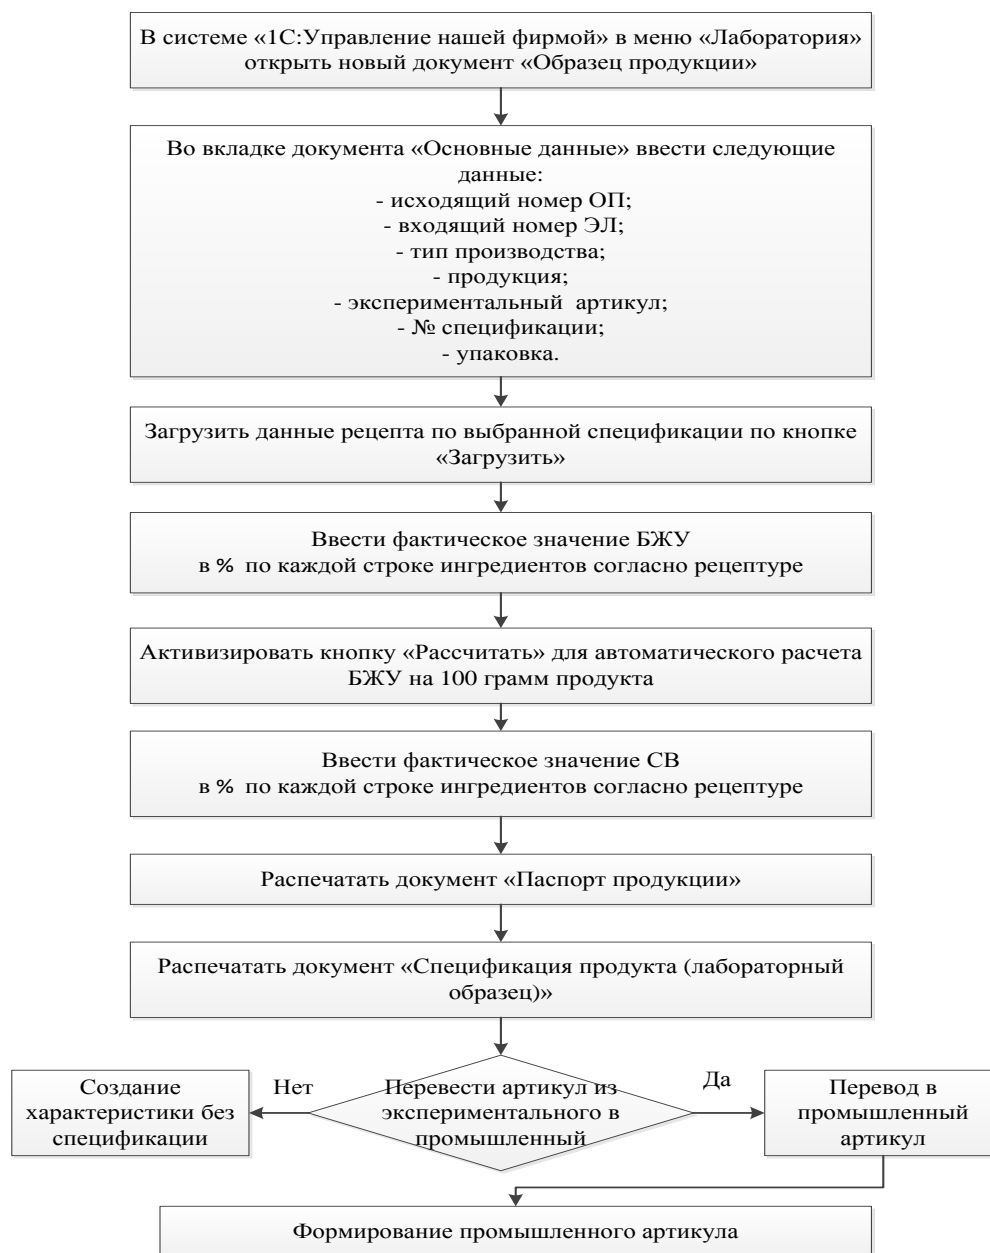 В системе «1С:Управление нашей фирмой» в меню «Лаборатория»
открыть новый документ «Образец продукции»
Во вкладке документа «Основные данные» ввести следующие
данные:
- исходящий номер ОП;
- входящий номер ЭЛ;
- тип производства;
- продукция;
- экспериментальный артикул;
- № спецификации;
- упаковка.
Загрузить данные рецепта по выбранной спецификации по кнопке
«Загрузить»
Ввести фактическое значение БЖУ
в % по каждой строке ингредиентов согласно рецептуре
Активизировать кнопку «Рассчитать» для автоматического расчета
БЖУ на 100 грамм продукта
Ввести фактическое значение СВ
в % по каждой строке ингредиентов согласно рецептуре
Распечатать документ «Паспорт продукции»
Распечатать документ «Спецификация продукта (лабораторный
образец)»
Создание
характеристики без
спецификации
Нет
Перевести артикул из
экспериментального в
промышленный
Да
Перевод в
промышленный
артикул
Формирование промышленного артикула